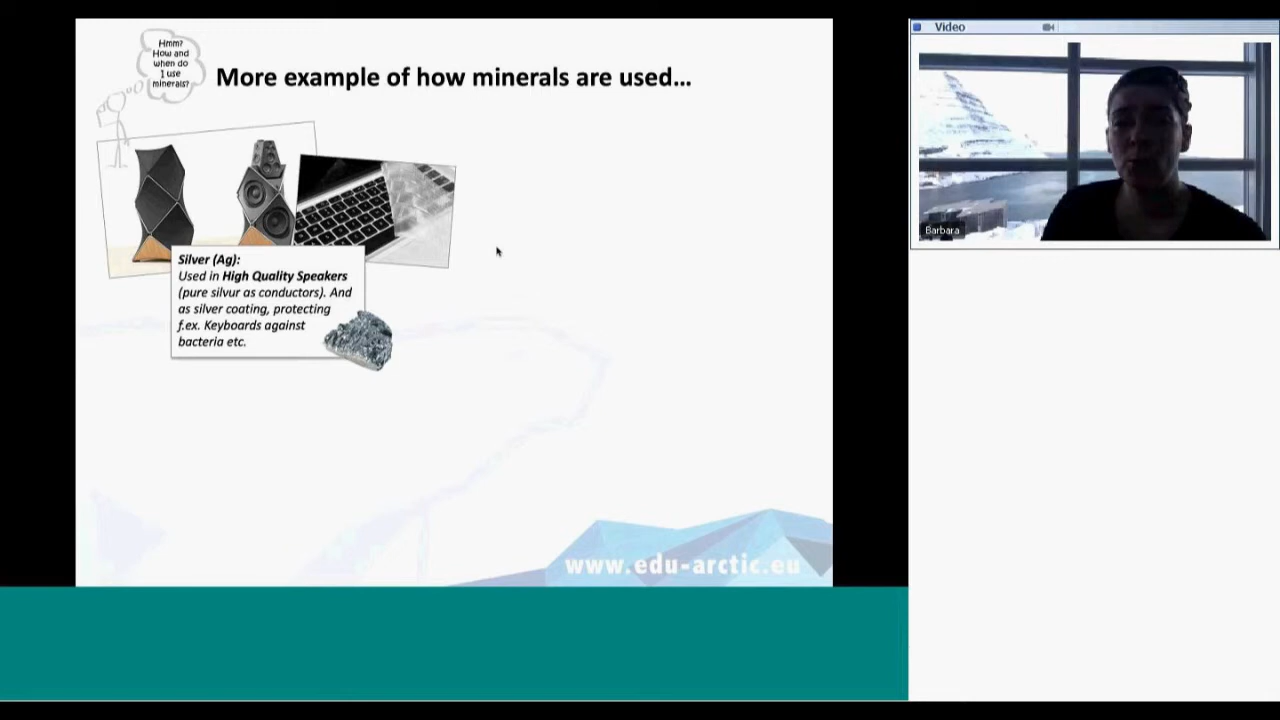 Hmm?
How and
when do
I use
minerals?
More example of how minerals are used...
Silver (Ag):
Used in High Quality Speakers
(pure silvur as conductors). And
as silver coating, protecting
f.ex. Keyboards against
bacteria etc.
www.edu-arctic.eu
Video
Barbara